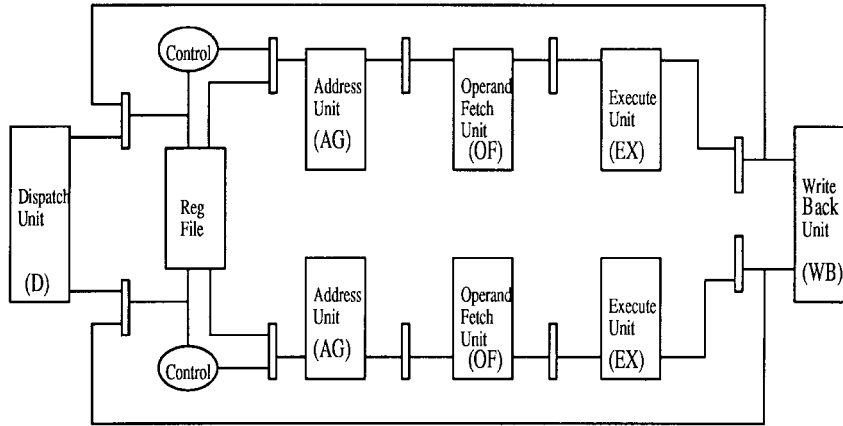 Control
Address
Unit
(AG)
Operand
Fetch
Unit
(OF)
Execute
Unit
(EX)
Dispatch
Unit
(D)
Reg
File
Write
Back
Unit
(WB)
Address
Unit
(AG)
Operand
Fetch
Unit
(OF)
Execute
Unit
(EX)
Control